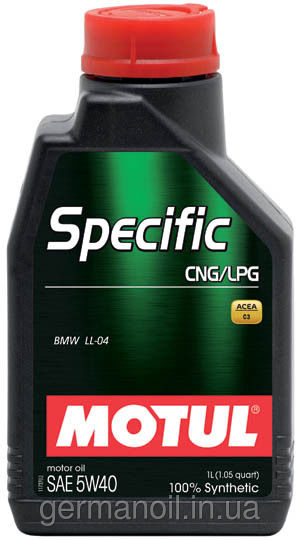 Specific
CNG/LPG
ACEA
C3
BMW LL-04
MOTUL®
motor oil
1L (1.05 quart)
SAE 5W40
100% Synthetic
germanoil.in.ua